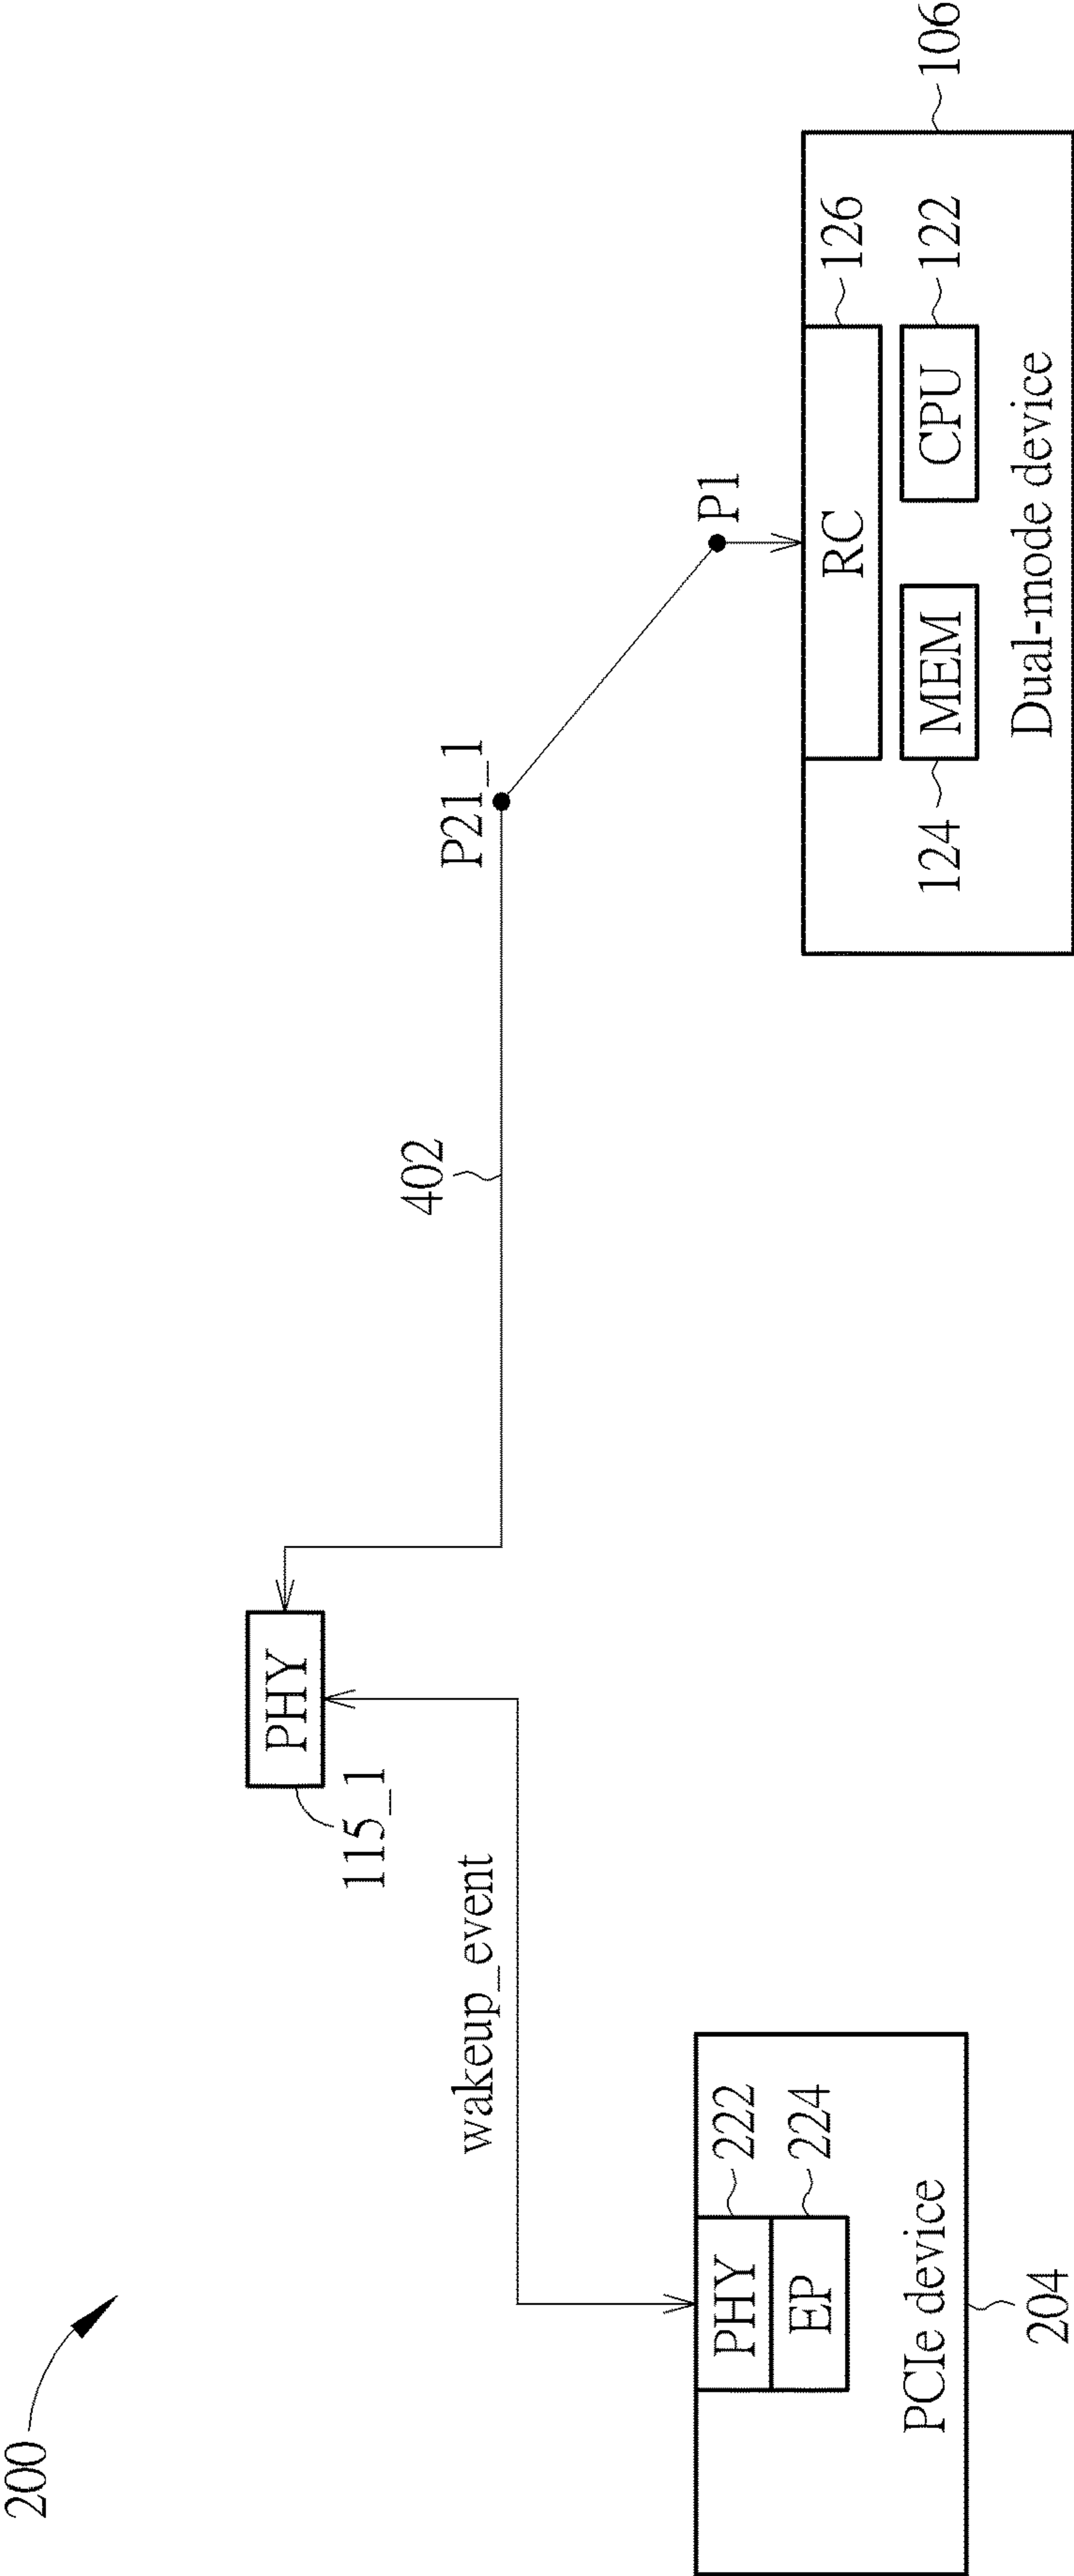 200
PHY
115_1
402
P21_1
wakeup_event
P1
PHY
222
EP
224
PCIe device
204
RC
126
MEM
124
CPU
122
Dual-mode device
106